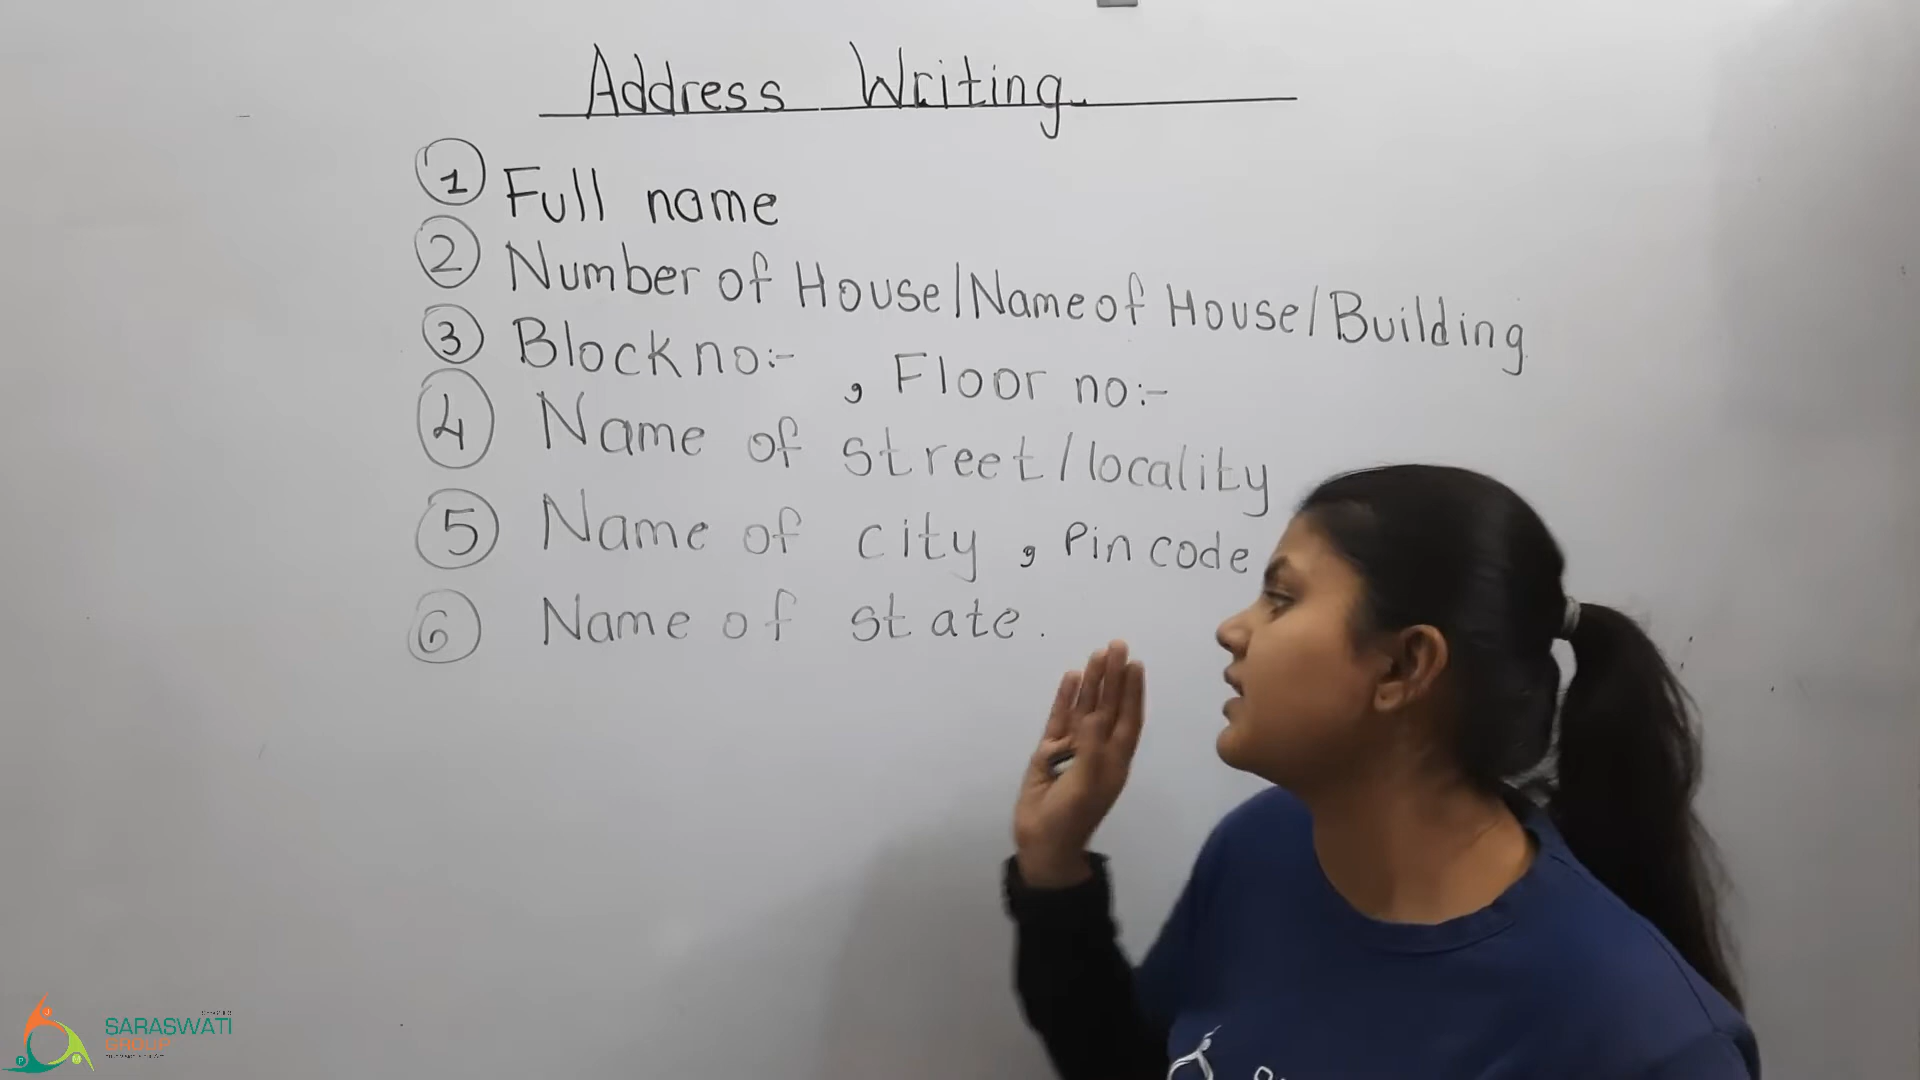 Address Writing.
1 Full name
2 Number of House/Name of House/Building
3 Block no:- , Floor no:-
4 Name of street/locality
5 Name of city, Pin code
6 Name of state.
SARASWATI
GROUP